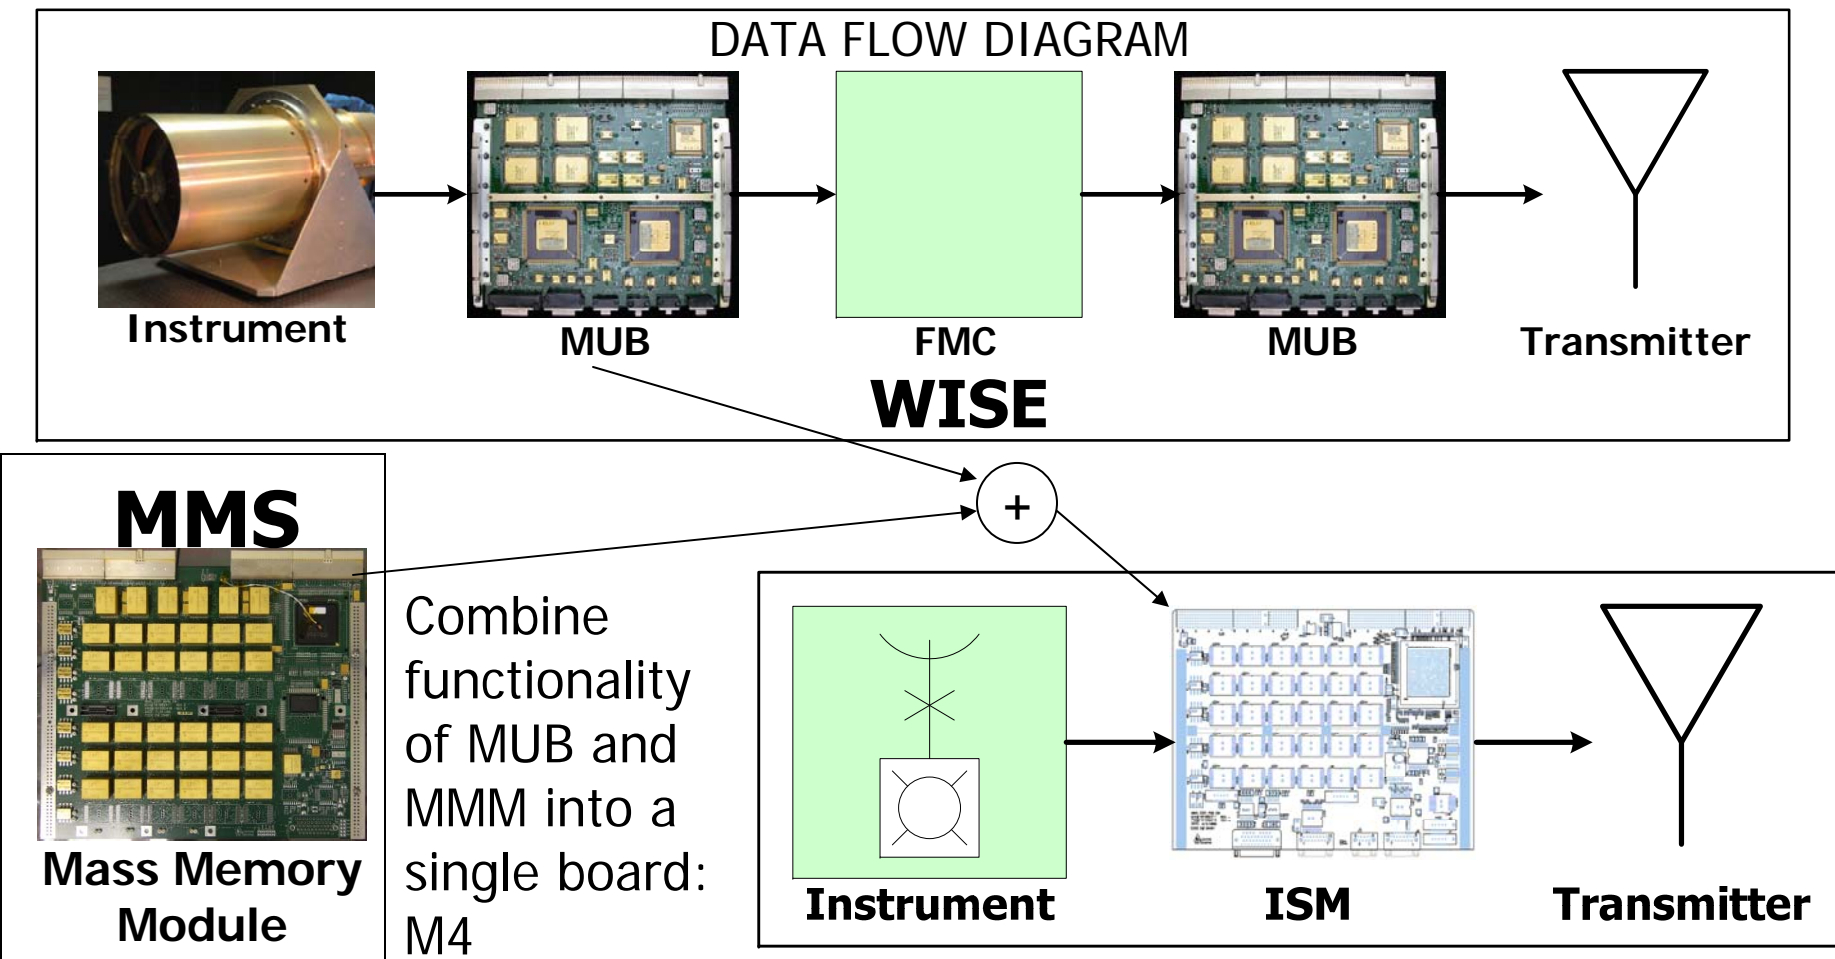 DATA FLOW DIAGRAM
Instrument
MUB
FMC
MUB
Transmitter
WISE
MMS
+
Mass Memory
Module
Combine
functionality
of MUB and
MMM into a
single board:
M4
Instrument
ISM
Transmitter